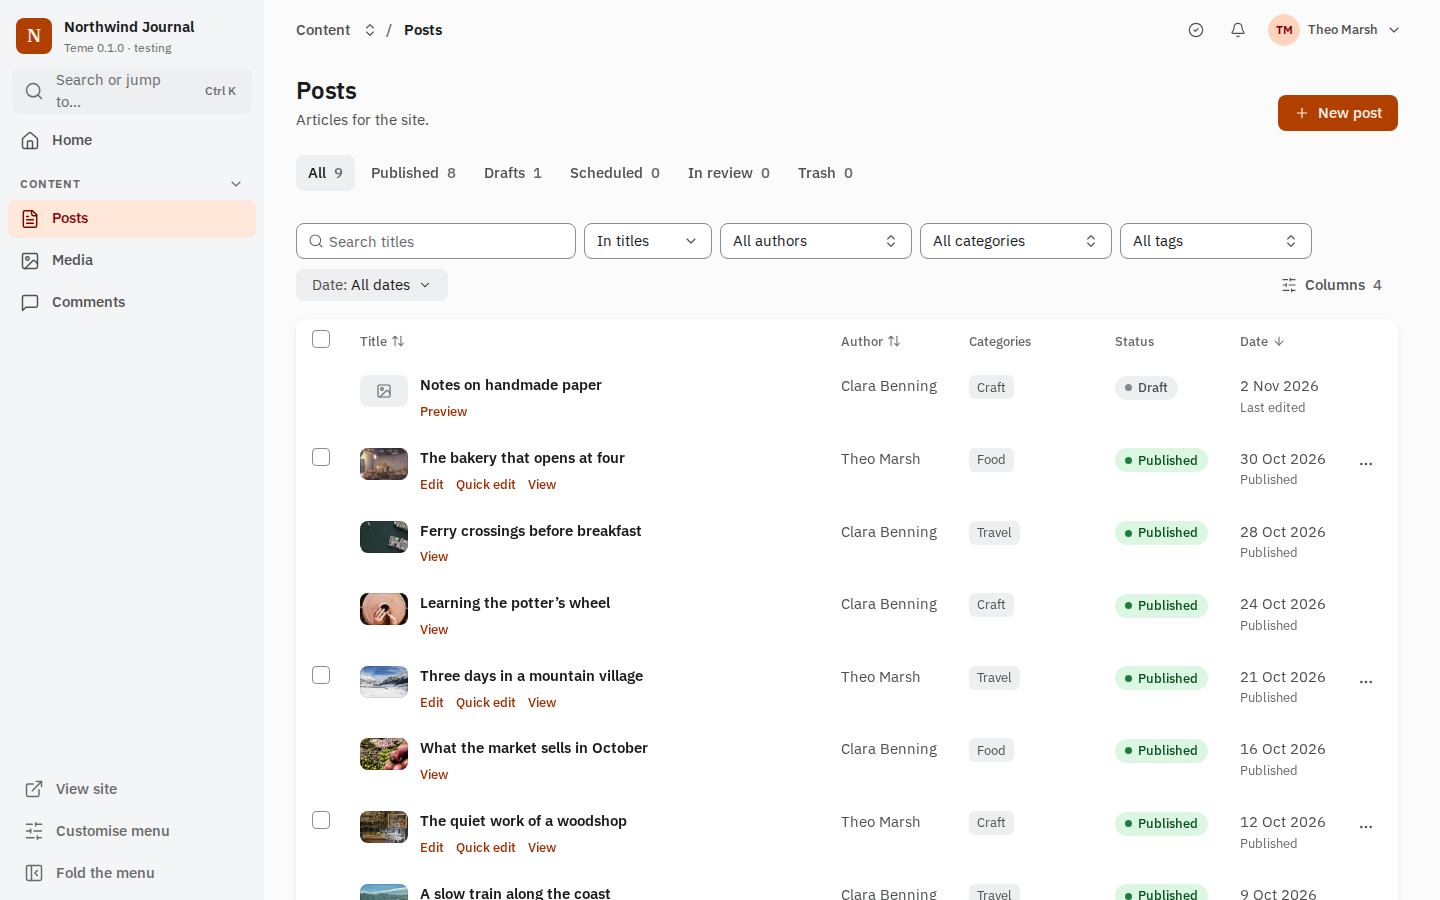 N
Northwind Journal
Teme 0.1.0 · testing
Search or jump
to...
Ctrl K
Home
CONTENT
Posts
Media
Comments
View site
Customise menu
Fold the menu
Content / Posts
TM Theo Marsh
Posts
Articles for the site.
+ New post
All 9 Published 8 Drafts 1 Scheduled 0 In review 0 Trash 0
Search titles In titles All authors All categories All tags
Date: All dates Columns 4
Title Author Categories Status Date
Notes on handmade paper Clara Benning Craft Draft 2 Nov 2026
Preview Last edited
The bakery that opens at four Theo Marsh Food Published 30 Oct 2026
Edit Quick edit View Published
Ferry crossings before breakfast Clara Benning Travel Published 28 Oct 2026
View Published
Learning the potter’s wheel Clara Benning Craft Published 24 Oct 2026
View Published
Three days in a mountain village Theo Marsh Travel Published 21 Oct 2026
Edit Quick edit View Published
What the market sells in October Clara Benning Food Published 16 Oct 2026
View Published
The quiet work of a woodshop Theo Marsh Craft Published 12 Oct 2026
Edit Quick edit View Published
A slow train along the coast Clara Benning Travel Published 9 Oct 2026